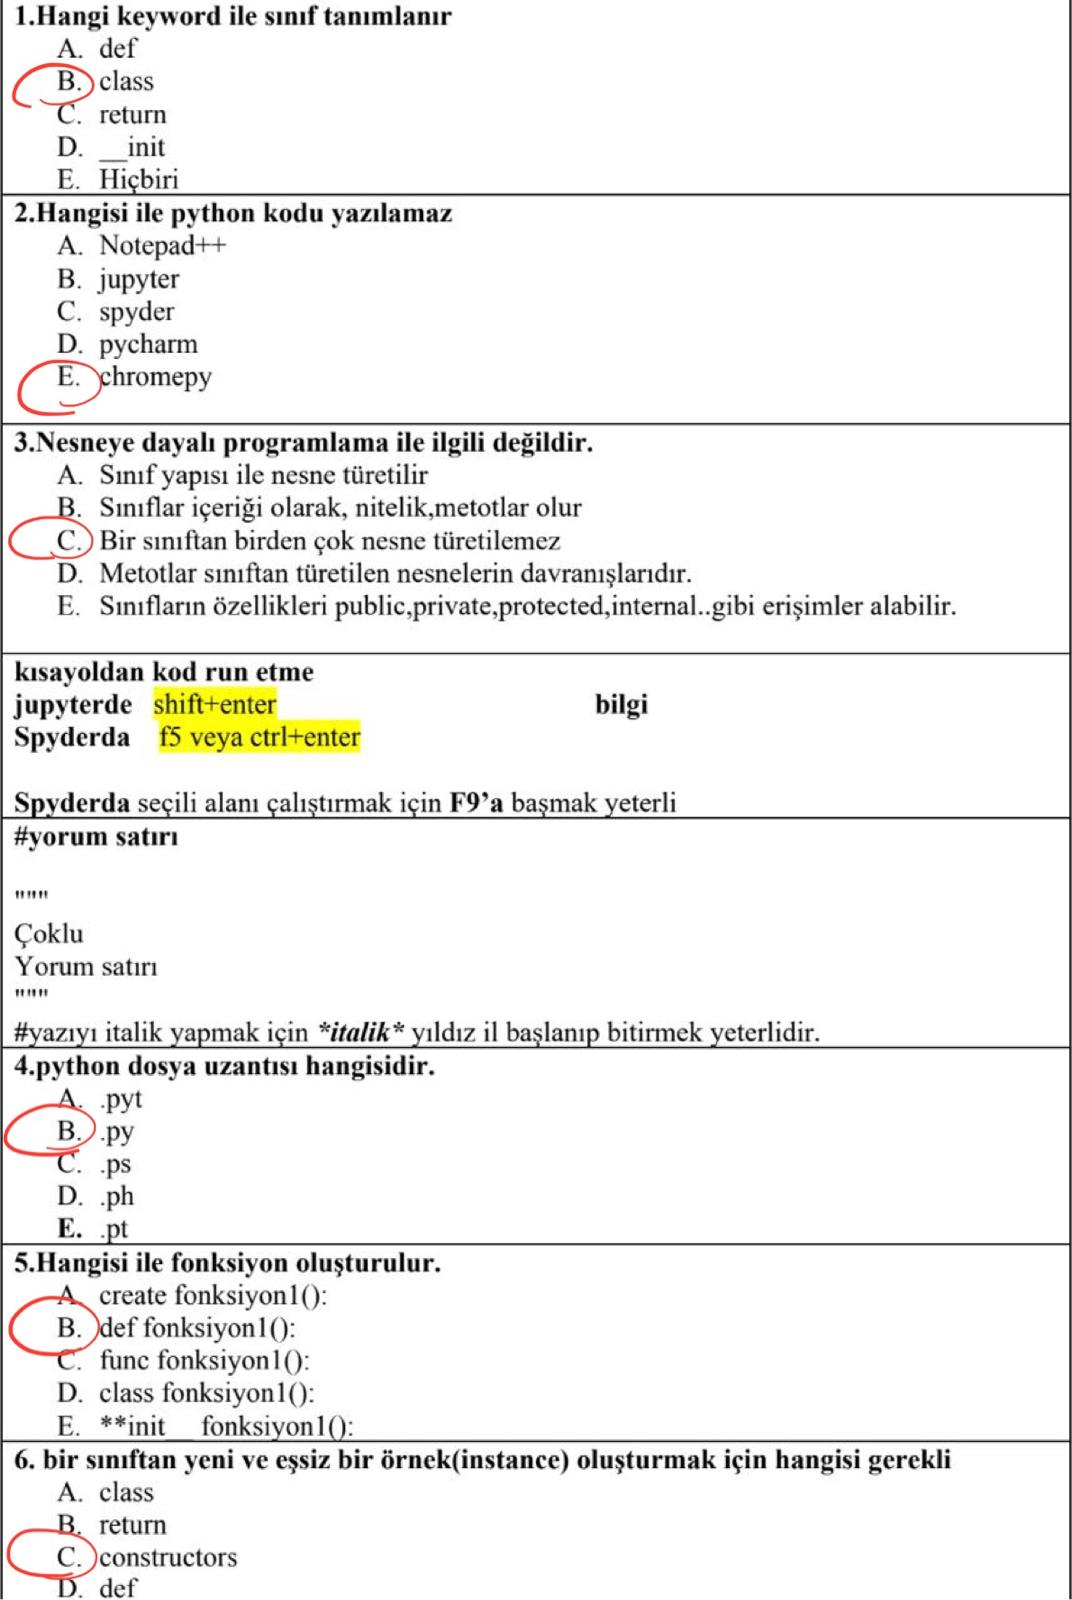 1.Hangi keyword ile sınıf tanımlanır
A. def
B. class
C. return
D. __init
E. Hiçbiri
2.Hangisi ile python kodu yazılamaz
A. Notepad++
B. jupyter
C. spyder
D. pycharm
E. chromepy
3.Nesneye dayalı programlama ile ilgili değildir.
A. Sınıf yapısı ile nesne türetilir
B. Sınıflar içeriği olarak, nitelik,metotlar olur
C. Bir sınıftan birden çok nesne türetilemez
D. Metotlar sınıftan türetilen nesnelerin davranışlarıdır.
E. Sınıfların özellikleri public,private,protected,internal..gibi erişimler alabilir.
kısayoldan kod run etme
jupyterde shift+enter bilgi
Spyderda f5 veya ctrl+enter
Spyderda seçili alanı çalıştırmak için F9’a basmak yeterli
#yorum satırı
"""
Çoklu
Yorum satırı
"""
#yazıyı italik yapmak için *italik* yıldız il başlanıp bitirmek yeterlidir.
4.python dosya uzantısı hangisidir.
A. .pyt
B. .py
C. .ps
D. .ph
E. .pt
5.Hangisi ile fonksiyon oluşturulur.
A. create fonksiyon1():
B. def fonksiyon1():
C. func fonksiyon1():
D. class fonksiyon1():
E. **init__ fonksiyon1():
6. bir sınıftan yeni ve eşsiz bir örnek(instance) oluşturmak için hangisi gerekli
A. class
B. return
C. constructors
D. def